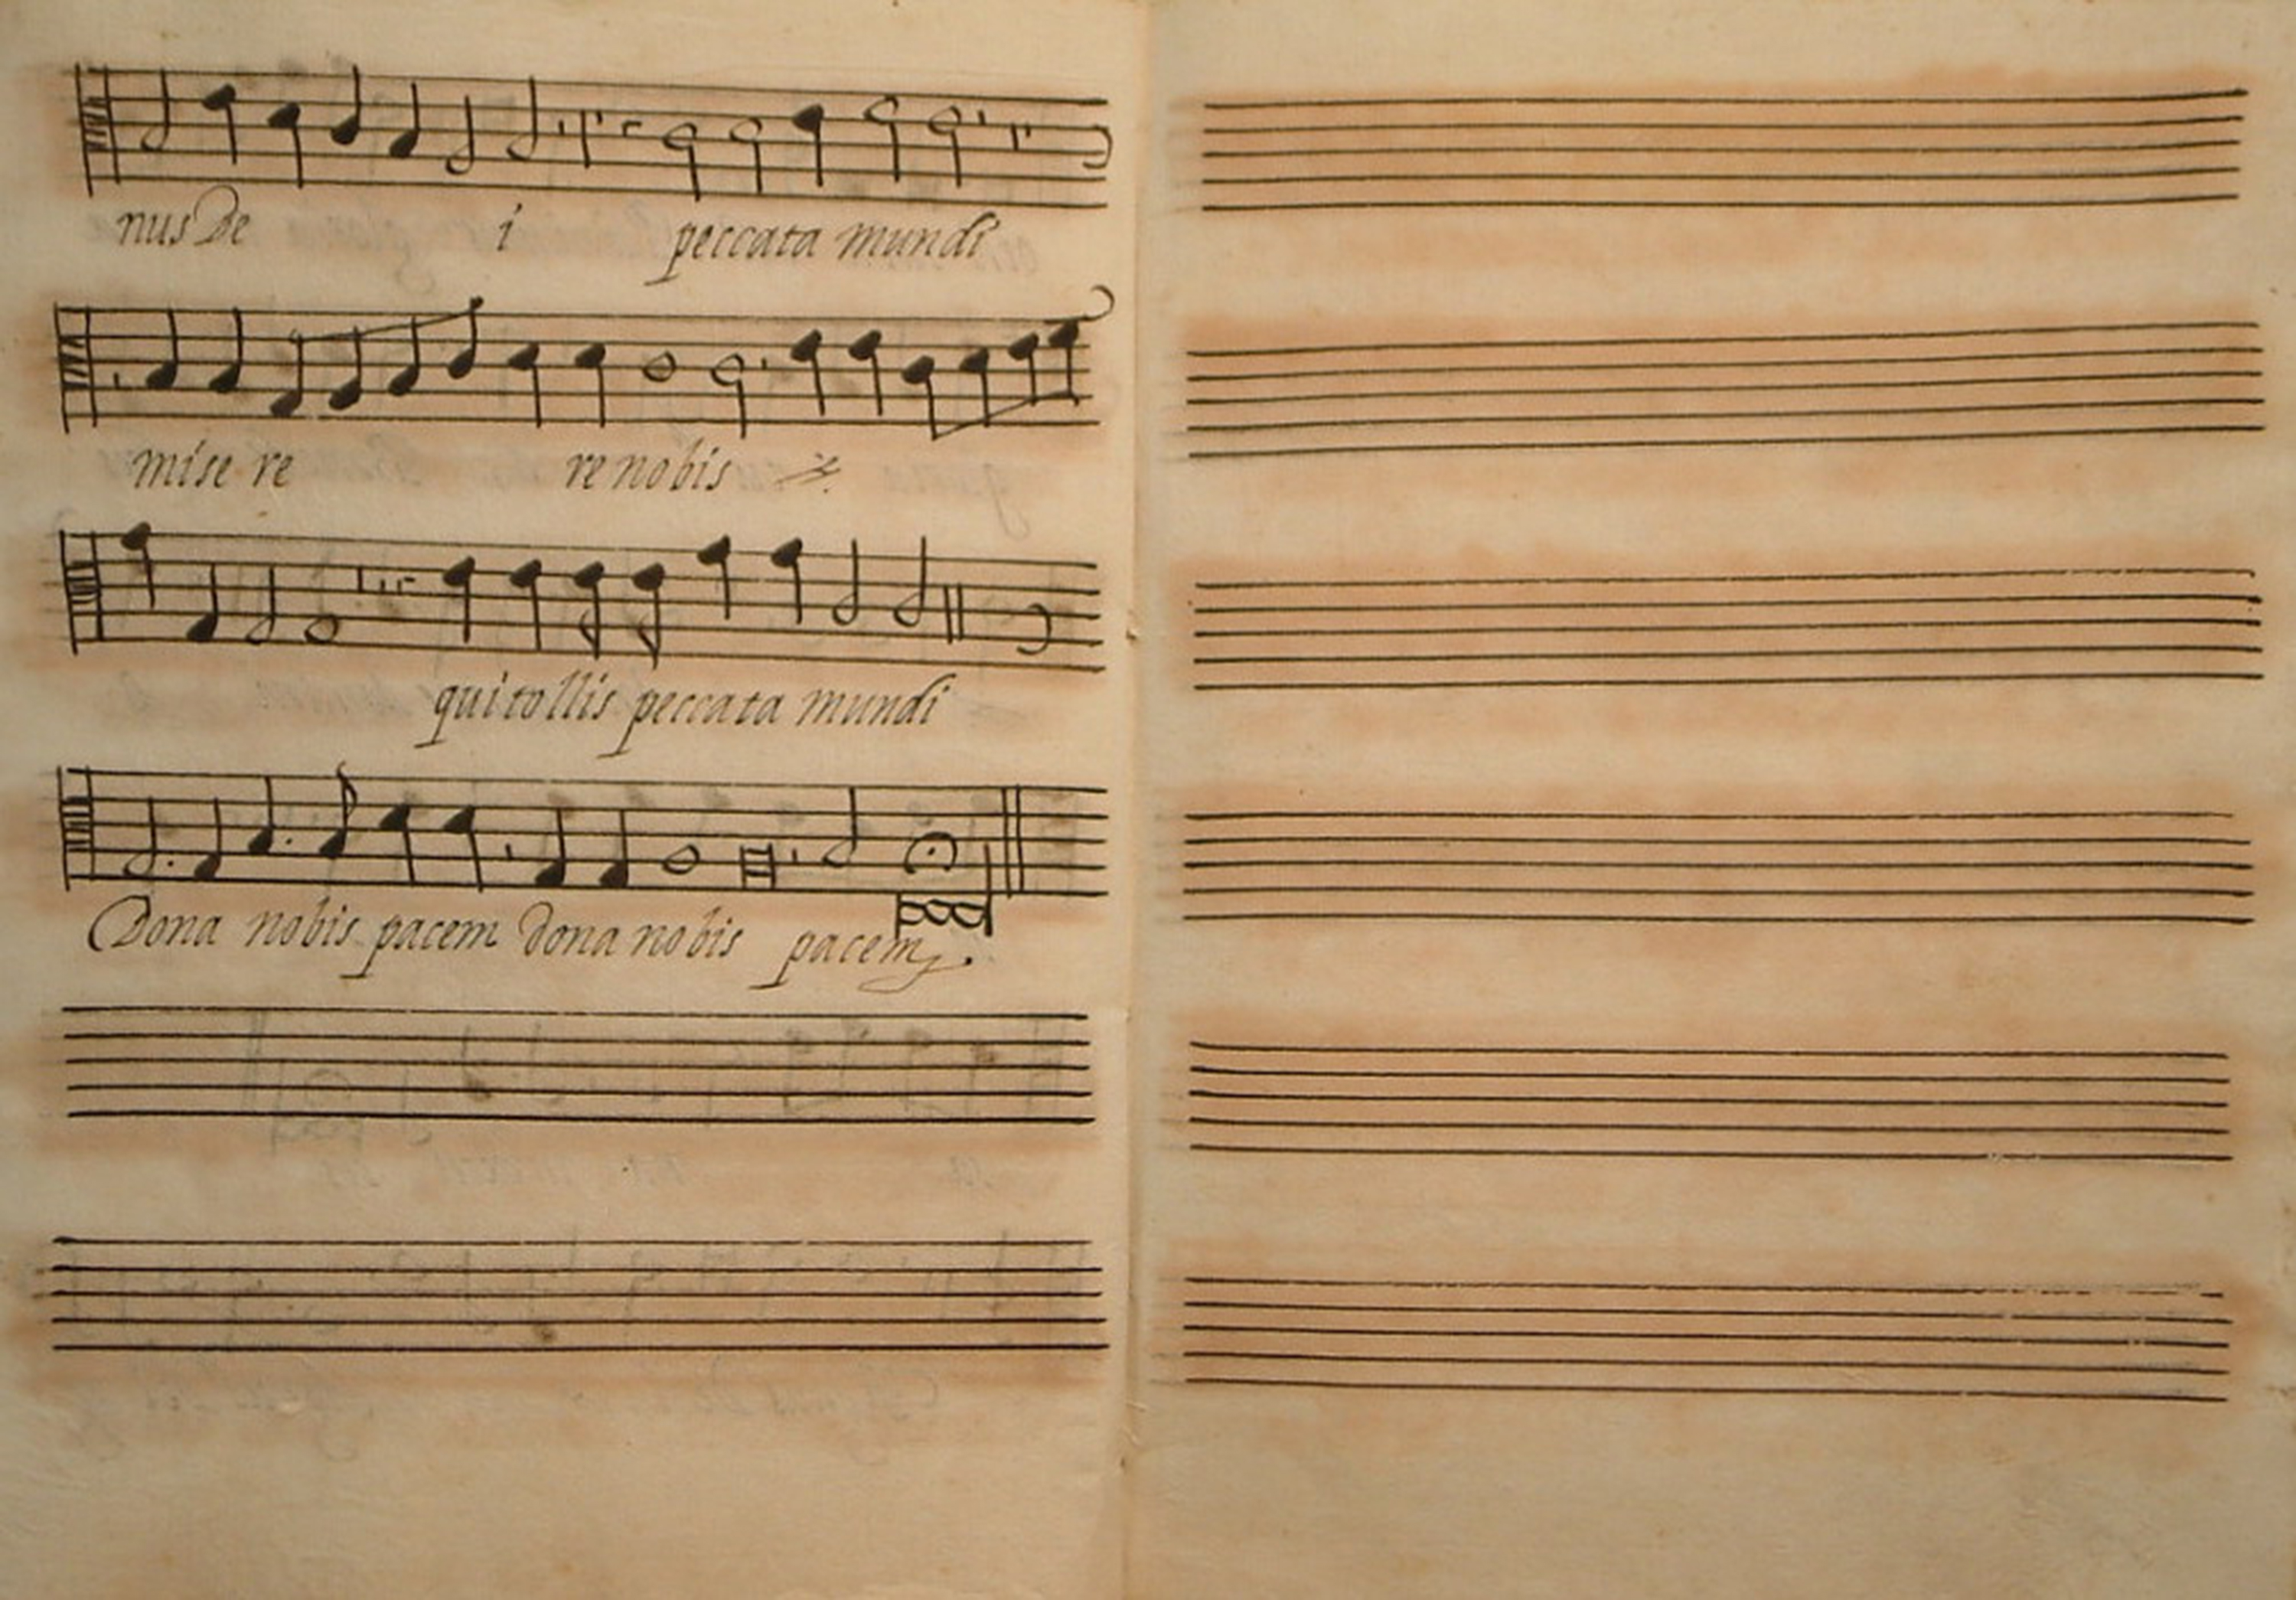 nus De i peccata mundi
mise re re nobis
qui tollis peccata mundi
Dona nobis pacem dona nobis pacem.